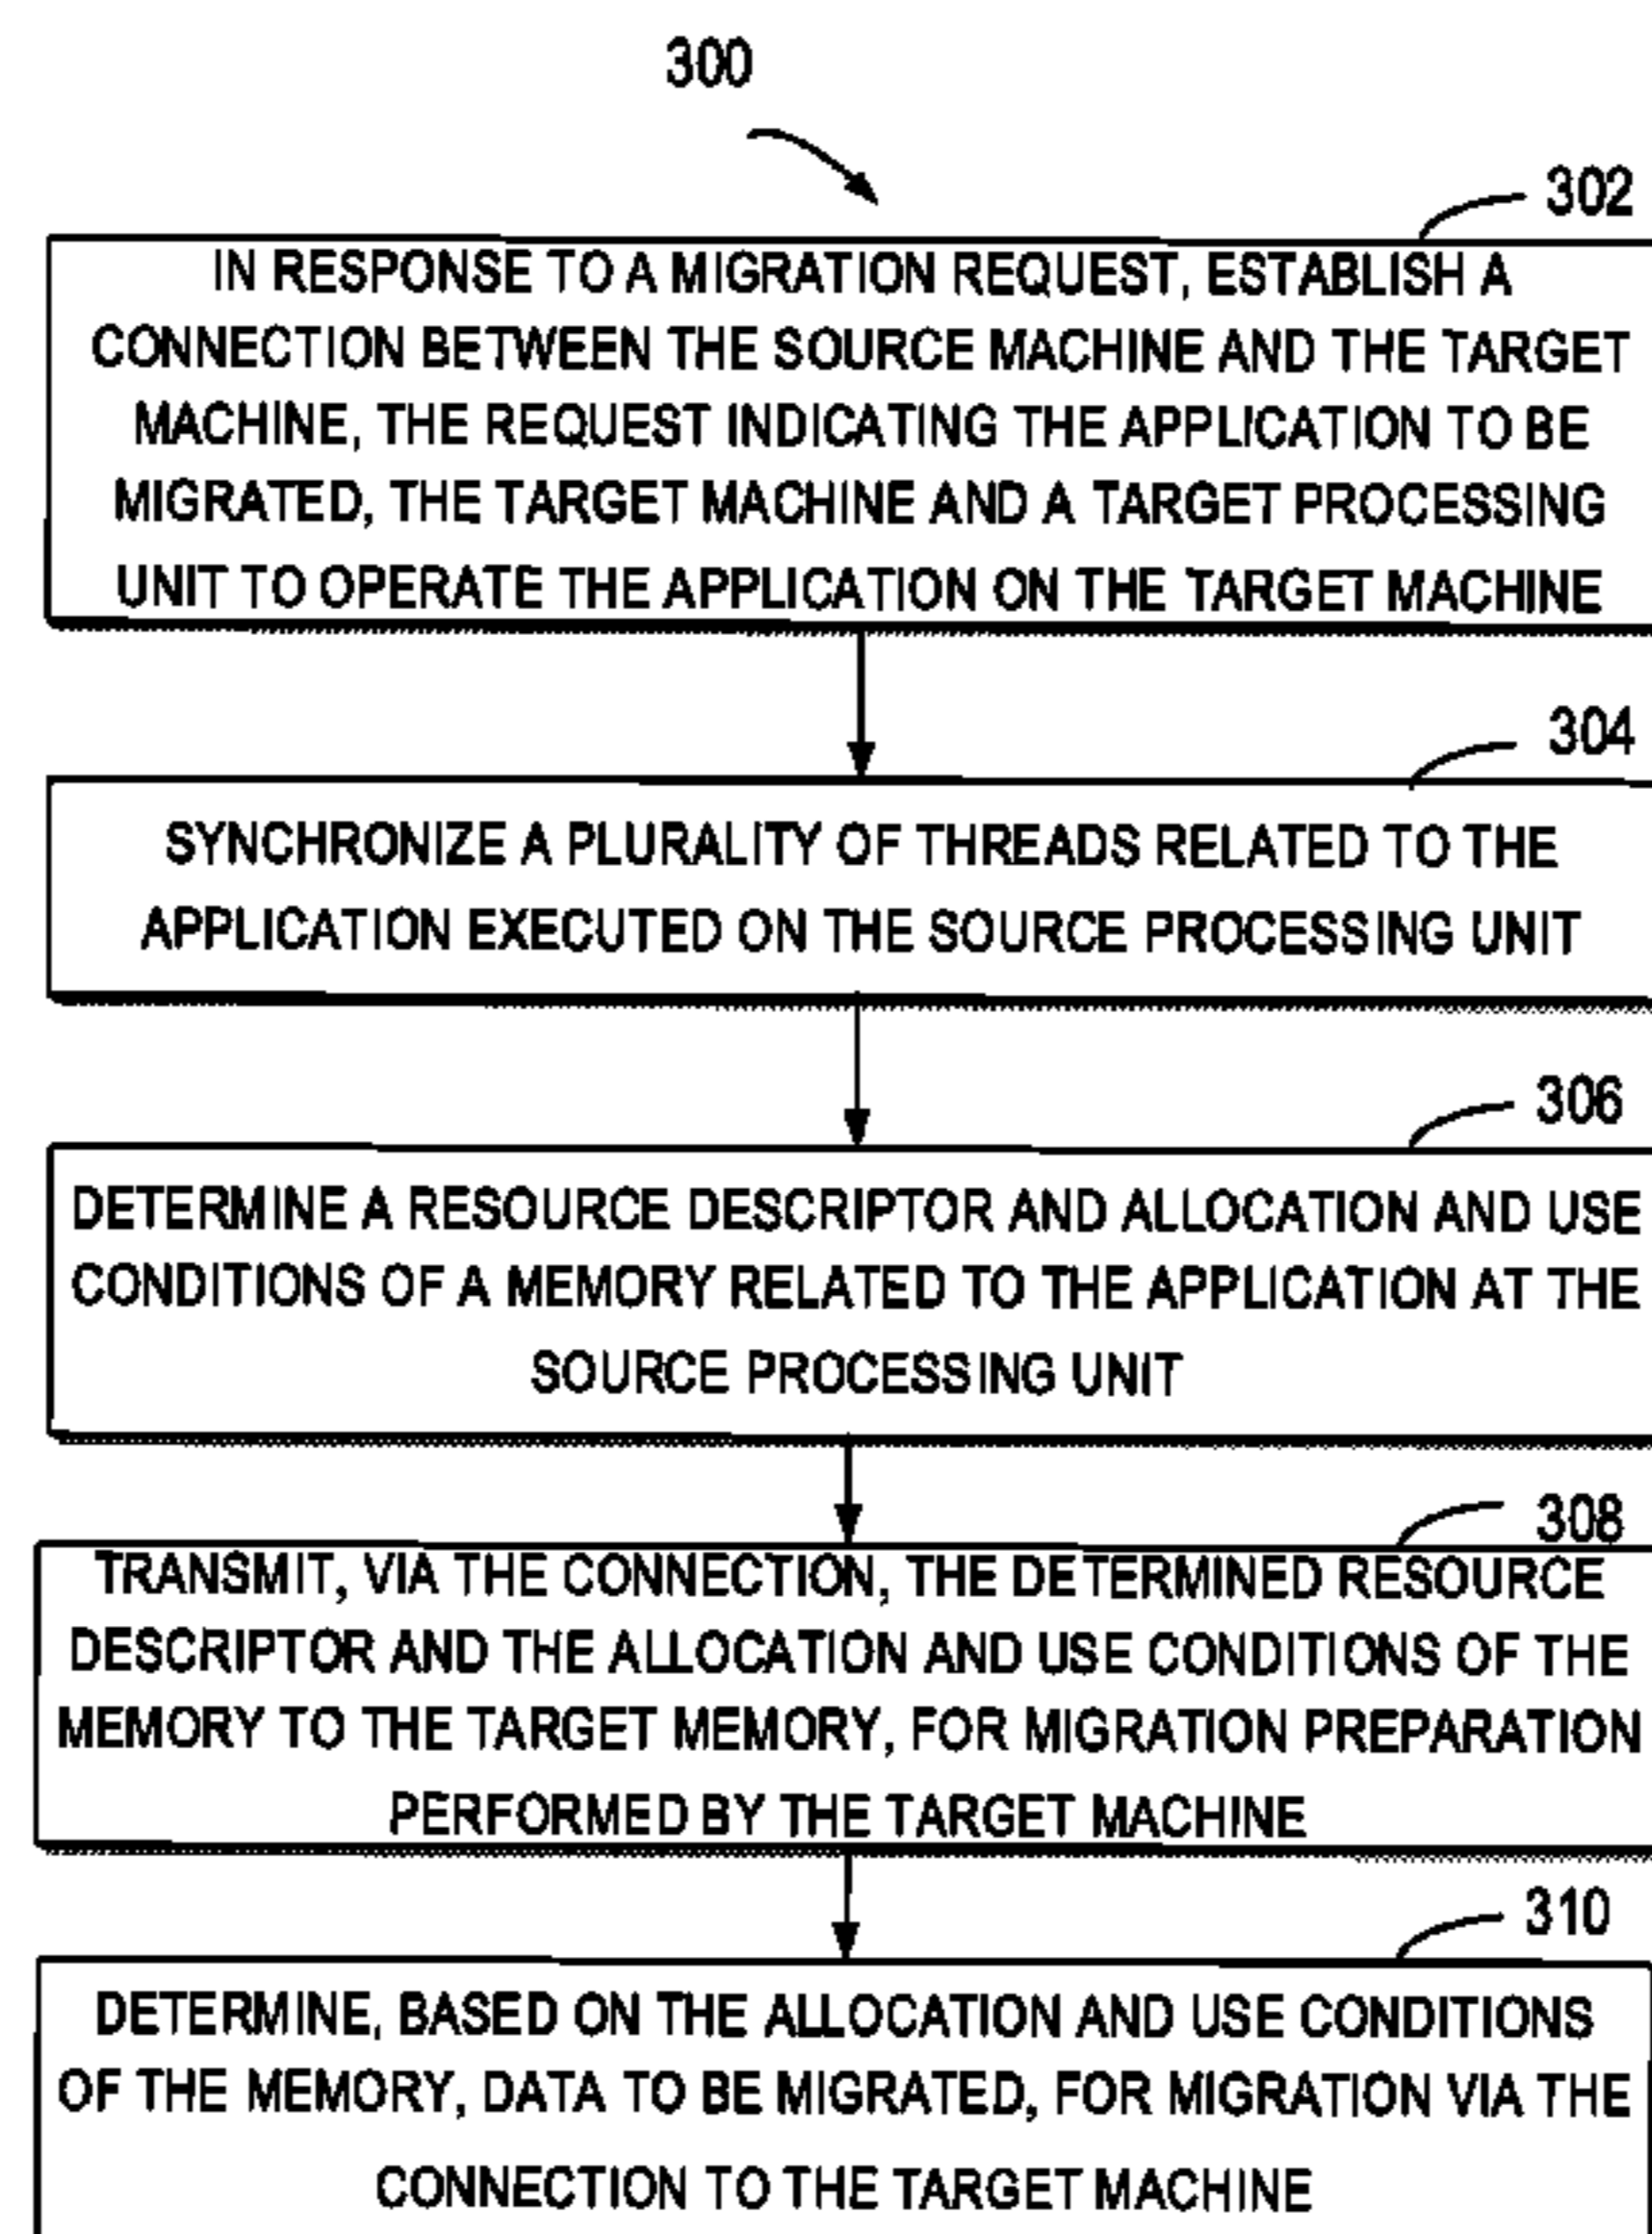 300
302
IN RESPONSE TO A MIGRATION REQUEST, ESTABLISH A
CONNECTION BETWEEN THE SOURCE MACHINE AND THE TARGET
MACHINE, THE REQUEST INDICATING THE APPLICATION TO BE
MIGRATED, THE TARGET MACHINE AND A TARGET PROCESSING
UNIT TO OPERATE THE APPLICATION ON THE TARGET MACHINE
304
SYNCHRONIZE A PLURALITY OF THREADS RELATED TO THE
APPLICATION EXECUTED ON THE SOURCE PROCESSING UNIT
306
DETERMINE A RESOURCE DESCRIPTOR AND ALLOCATION AND USE
CONDITIONS OF A MEMORY RELATED TO THE APPLICATION AT THE
SOURCE PROCESSING UNIT
308
TRANSMIT, VIA THE CONNECTION, THE DETERMINED RESOURCE
DESCRIPTOR AND THE ALLOCATION AND USE CONDITIONS OF THE
MEMORY TO THE TARGET MEMORY, FOR MIGRATION PREPARATION
PERFORMED BY THE TARGET MACHINE
310
DETERMINE, BASED ON THE ALLOCATION AND USE CONDITIONS
OF THE MEMORY, DATA TO BE MIGRATED, FOR MIGRATION VIA THE
CONNECTION TO THE TARGET MACHINE